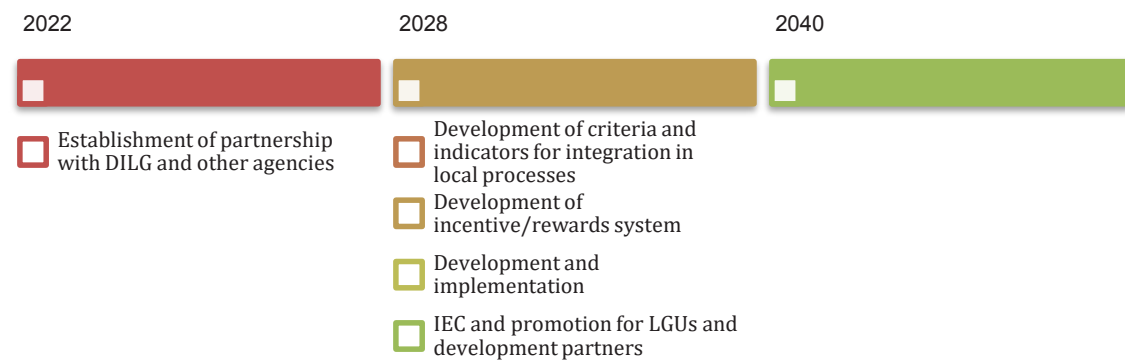 2022
2028
2040
Establishment of partnership
with DILG and other agencies
Development of criteria and
indicators for integration in
local processes
Development of
incentive/rewards system
Development and
implementation
IEC and promotion for LGUs and
development partners